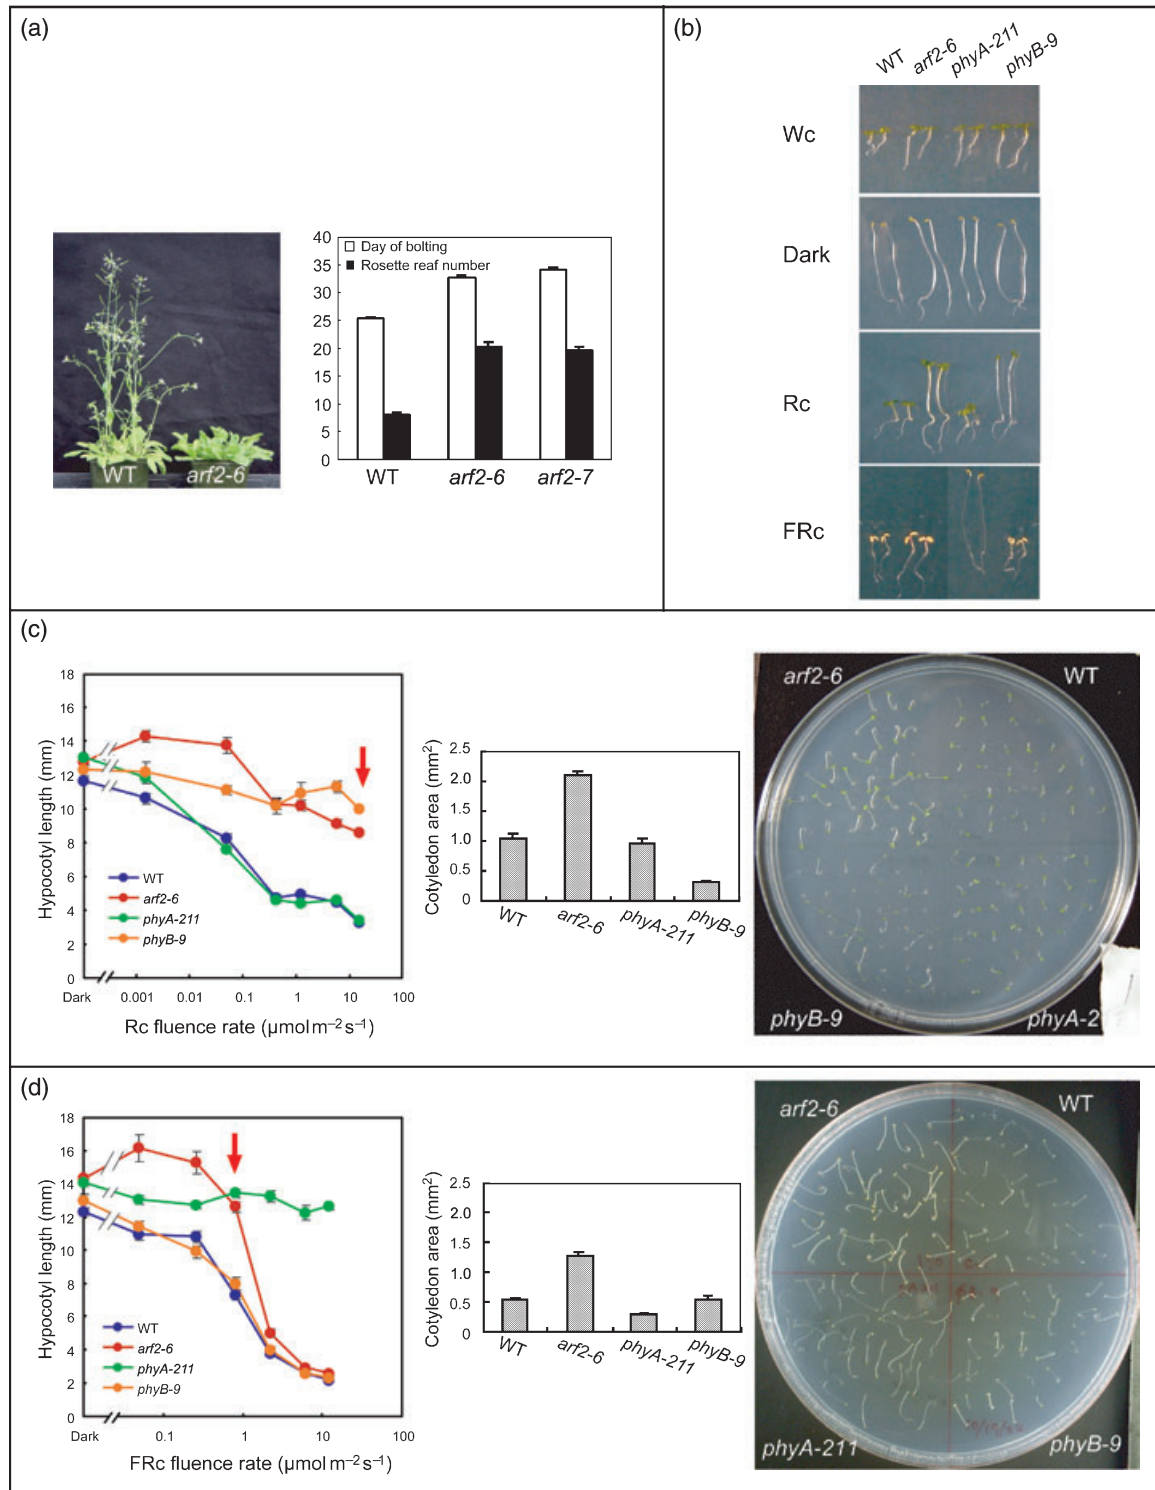 (a)
40
35
30
25
20
15
10
5
0
Day of bolting
Rosette reaf number
WT
arf2-6
WT
arf2-6
arf2-7
(b)
WT
arf2-6
phyA-211
phyB-9
Wc
Dark
Rc
FRc
(c)
Hypocotyl length (mm)
18
16
14
12
10
8
6
4
2
0
WT
arf2-6
phyA-211
phyB-9
Dark
0.001
0.01
0.1
1
10
100
Rc fluence rate (µmol m−2 s−1)
Cotyledon area (mm2)
2.5
2.0
1.5
1.0
0.5
0
WT
arf2-6
phyA-211
phyB-9
arf2-6
WT
phyB-9
phyA-2
(d)
Hypocotyl length (mm)
18
16
14
12
10
8
6
4
2
0
WT
arf2-6
phyA-211
phyB-9
Dark
0.1
1
10
100
FRc fluence rate (µmol m−2 s−1)
Cotyledon area (mm2)
2.5
2.0
1.5
1.0
0.5
0
WT
arf2-6
phyA-211
phyB-9
arf2-6
WT
phyA-211
phyB-9